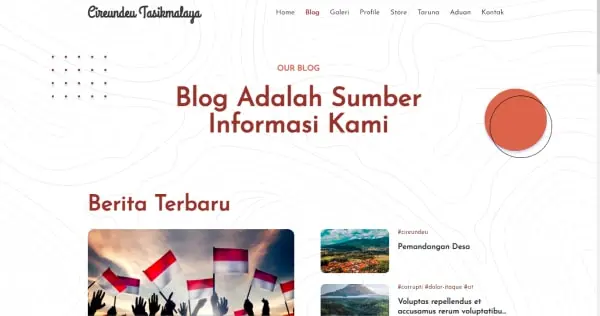 Cireundeu Tasikmalaya
Home Blog Galeri Profile Store Taruna Aduan Kontak
OUR BLOG
Blog Adalah Sumber
Informasi Kami
Berita Terbaru
#cireundeu
Pemandangan Desa
#corrupti #dolor-itaque #at
Voluptas repellendus et
accusamus rerum voluptatibu...